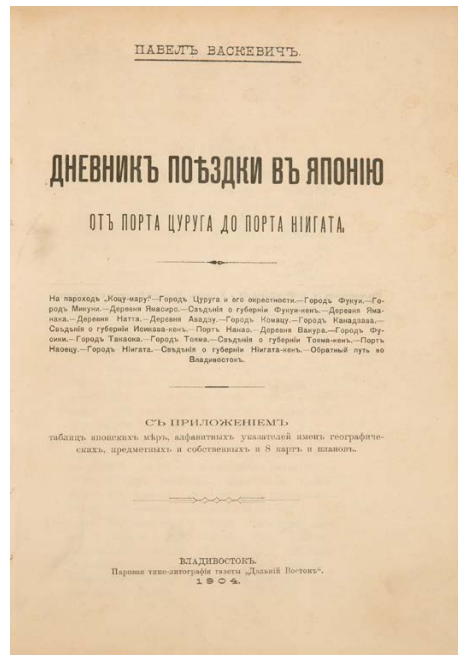 ПАВЕЛЪ ВАСКЕВИЧЪ.
ДНЕВНИКЪ ПОѢЗДКИ ВЪ ЯПОНІЮ
ОТЪ ПОРТА ЦУРУГА ДО ПОРТА НІИГАТА.
На пароходѣ „Коцу-мару.“—Городъ Цуруга и его окрестности.—Городъ Фукуи.—Го-
родъ Микуни.—Деревня Ямасиро.—Свѣдѣнія о губерніи Фукуи-кенъ.—Деревня Яма-
нака.—Деревня Натта.—Деревня Авадзу.—Городъ Комацу.—Городъ Канадзава.—
Свѣдѣнія о губерніи Исикава-кенъ.—Портъ Нанао.—Деревня Вакура.—Городъ Фу-
сики.—Городъ Такаока.—Городъ Тояма.—Свѣдѣнія о губерніи Тояма-кенъ.—Портъ
Наоецу.—Городъ Ніигата.—Свѣдѣнія о губерніи Ніигата-кенъ.—Обратный путь во
Владивостокъ.
СЪ ПРИЛОЖЕНІЕМЪ
таблицъ японскихъ мѣръ, алфавитныхъ указателей именъ географиче-
скихъ, предметныхъ и собственныхъ и 8 картъ и плановъ.
ВЛАДИВОСТОКЪ.
Паровая типо-литографія газеты „Дальній Востокъ“.
1904.